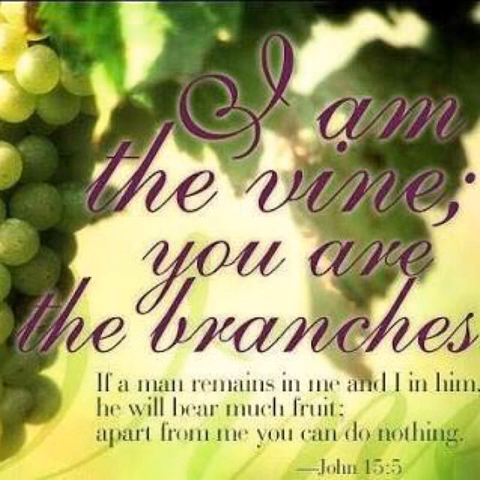 I am
the vine;
you are
the branches
If a man remains in me and I in him,
he will bear much fruit;
apart from me you can do nothing.
—John 15:5